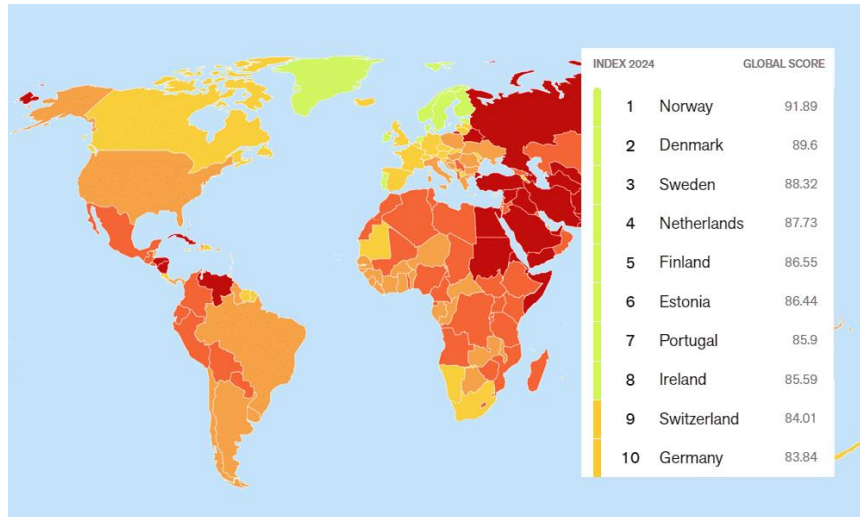 INDEX 2024 GLOBAL SCORE
1 Norway 91.89
2 Denmark 89.6
3 Sweden 88.32
4 Netherlands 87.73
5 Finland 86.55
6 Estonia 86.44
7 Portugal 85.9
8 Ireland 85.59
9 Switzerland 84.01
10 Germany 83.84